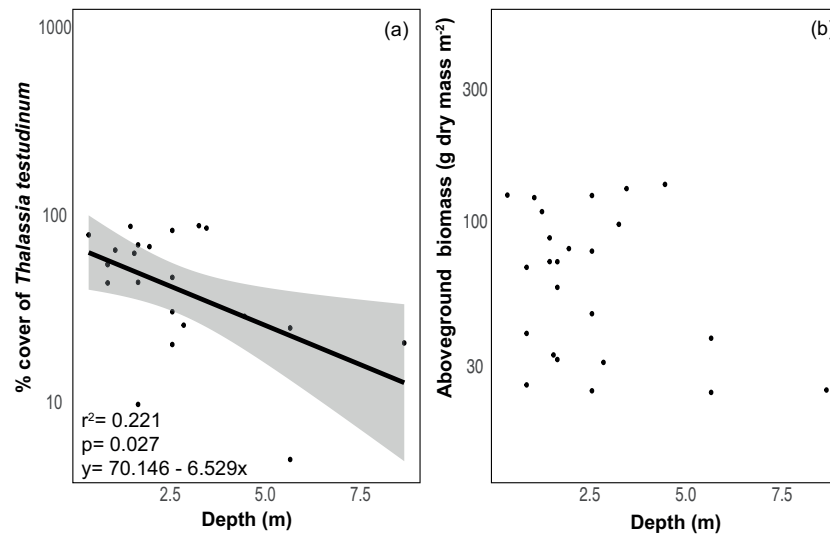 (a)
1000
100
10
% cover of Thalassia testudinum
r²= 0.221
p= 0.027
y= 70.146 - 6.529x
2.5 5.0 7.5
Depth (m)
(b)
300
100
30
Aboveground biomass (g dry mass m⁻²)
2.5 5.0 7.5
Depth (m)